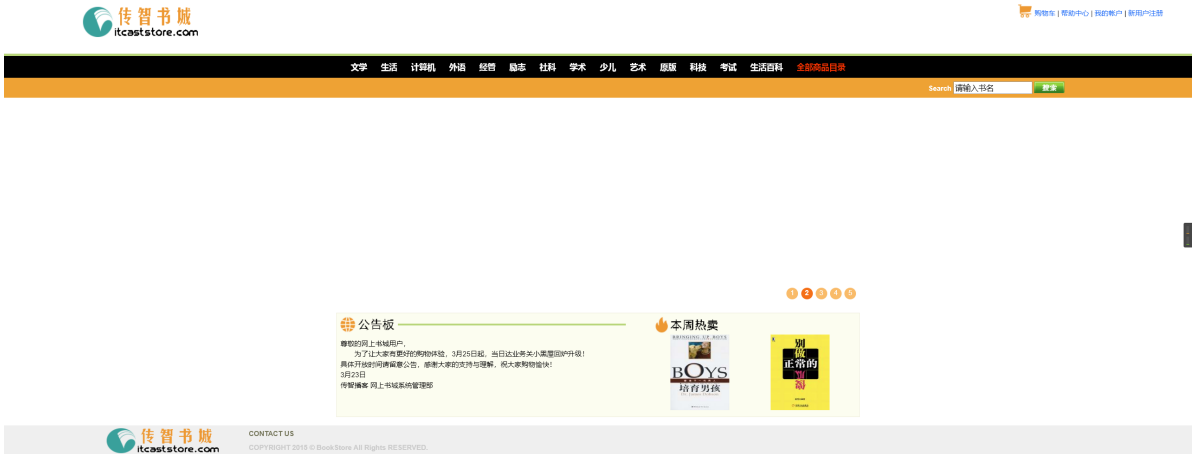 传智书城
itcaststore.com
购物车 | 帮助中心 | 我的帐户 | 新用户注册
文学 生活 计算机 外语 经管 励志 社科 学术 少儿 艺术 原版 科技 考试 生活百科 全部商品目录
Search 请输入书名 搜索
1 2 3 4 5
公告板
尊敬的网上书城用户，
为了让大家有更好的购物体验，3月25日起，当日达业务关小黑屋回炉升级！
具体开放时间请留意公告，感谢大家的支持与理解，祝大家购物愉快！
3月23日
传智播客 网上书城系统管理部
本周热卖
BRINGING UP BOYS
BOYS
培育男孩
别做正常的傻瓜
传智书城
itcaststore.com
CONTACT US
COPYRIGHT 2015 © BookStore All Rights RESERVED.